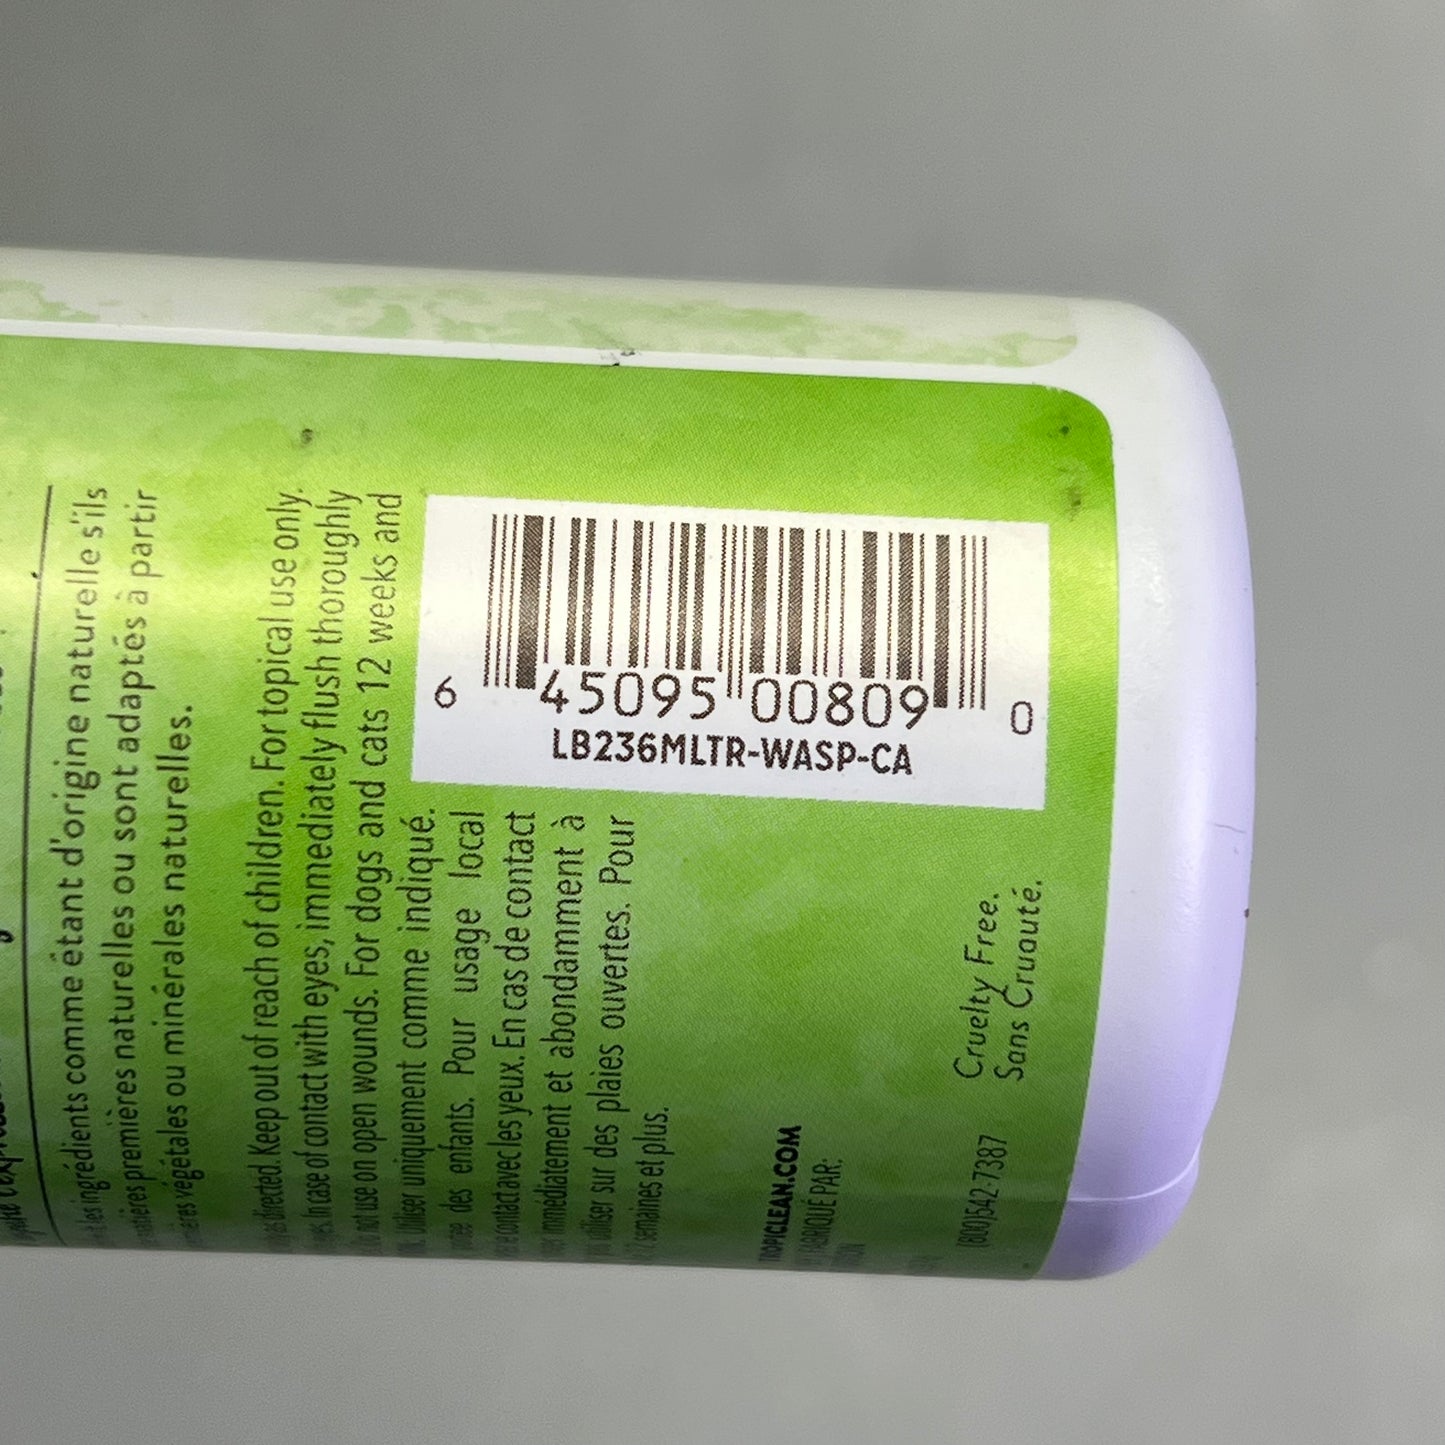 ingrédients comme étant d'origine naturelle s'ils
premières naturelles ou sont adaptés à partir
végétales ou minérales naturelles.
directed. Keep out of reach of children. For topical use only.
In case of contact with eyes, immediately flush thoroughly
not use on open wounds. For dogs and cats 12 weeks and
Utiliser uniquement comme indiqué.
des enfants. Pour usage local
contact avec les yeux. En cas de contact
immédiatement et abondamment à
utiliser sur des plaies ouvertes. Pour
semaines et plus.
6 45095 00809 0
LB236MLTR-WASP-CA
TROPICLEAN.COM
FABRIQUÉ PAR:
(800)542-7387
Cruelty Free.
Sans Cruauté.